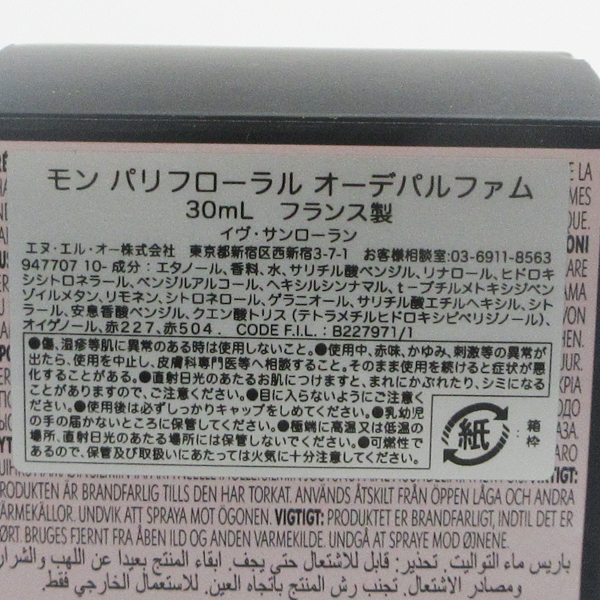 モン パリフローラル オーデパルファム
30mL フランス製
イヴ・サンローラン
エヌ・エル・オー株式会社 東京都新宿区西新宿3-7-1 お客様相談室:03-6911-8563
947707 10- 成分：エタノール、香料、水、サリチル酸ベンジル、リナロール、ヒドロキ
シシトロネラール、ベンジルアルコール、ヘキシルシンナマル、t-ブチルメトキシジベン
ゾイルメタン、リモネン、シトロネロール、ゲラニオール、サリチル酸エチルヘキシル、シト
ラール、安息香酸ベンジル、クエン酸トリス（テトラメチルヒドロキシピペリジノール）、
オイゲノール、赤227、赤504 . CODE F.I.L. : B227971/1
●傷、湿疹等肌に異常のある時は使用しないこと。●使用中、赤味、かゆみ、刺激等の異常が
出たら、使用を中止し、皮膚科専門医等へ相談すること。そのまま使用を続けると症状が悪
化することがある。●直射日光のあたるお肌につけますと、まれにかぶれたり、シミになる
ことがありますので、ご注意ください。●目に入らないようにご注意く
ださい。●使用後は必ずしっかりキャップをしめてください。●乳幼児
の手の届かないところに保管してください。●極端に高温又は低温の
場所、直射日光のあたる場所には保管しないでください。●可燃性で
あるので、保管及び取扱いにあたっては火気に十分注意してください。
紙
:箱
:枠
VIGTIGT:
PRODUKTEN ÄR BRANDFARLIG TILLS DEN HAR TORKAT. ANVÄNDS ÅTSKILT FRÅN ÖPPEN LÅGA OCH ANDRA
VÄRMEKÄLLOR. UNDVIK ATT SPRAYA MOT ÖGONEN. VIGTIGT: PRODUKTET ER BRANDFARLIGT, INDTIL DET ER
TØRT. BRUGES FJERNT FRA ÅBEN ILD OG ANDEN VARMEKILDE. UNDGÅ AT SPRAYE MOD ØJNENE.
باريس ماء التواليت. تحذير: قابل للاشتعال حتى يجف. ابقاء المنتج بعيدا عن اللهب والشرار
ومصادر الاشتعال. تجنب رش المنتج باتجاه العين. للاستعمال الخارجي فقط.